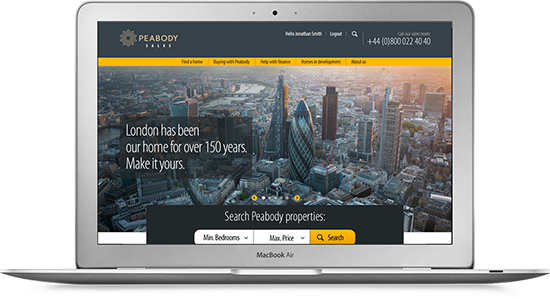 PEABODY
SALES
Hello Jonathan Smith | Logout
Call our sales team:
+44 (0)800 022 40 40
Find a home
Buying with Peabody
Help with finance
Homes in development
About us
London has been
our home for over 150 years.
Make it yours.
Search Peabody properties:
Min. Bedrooms
Max. Price
Search
MacBook Air